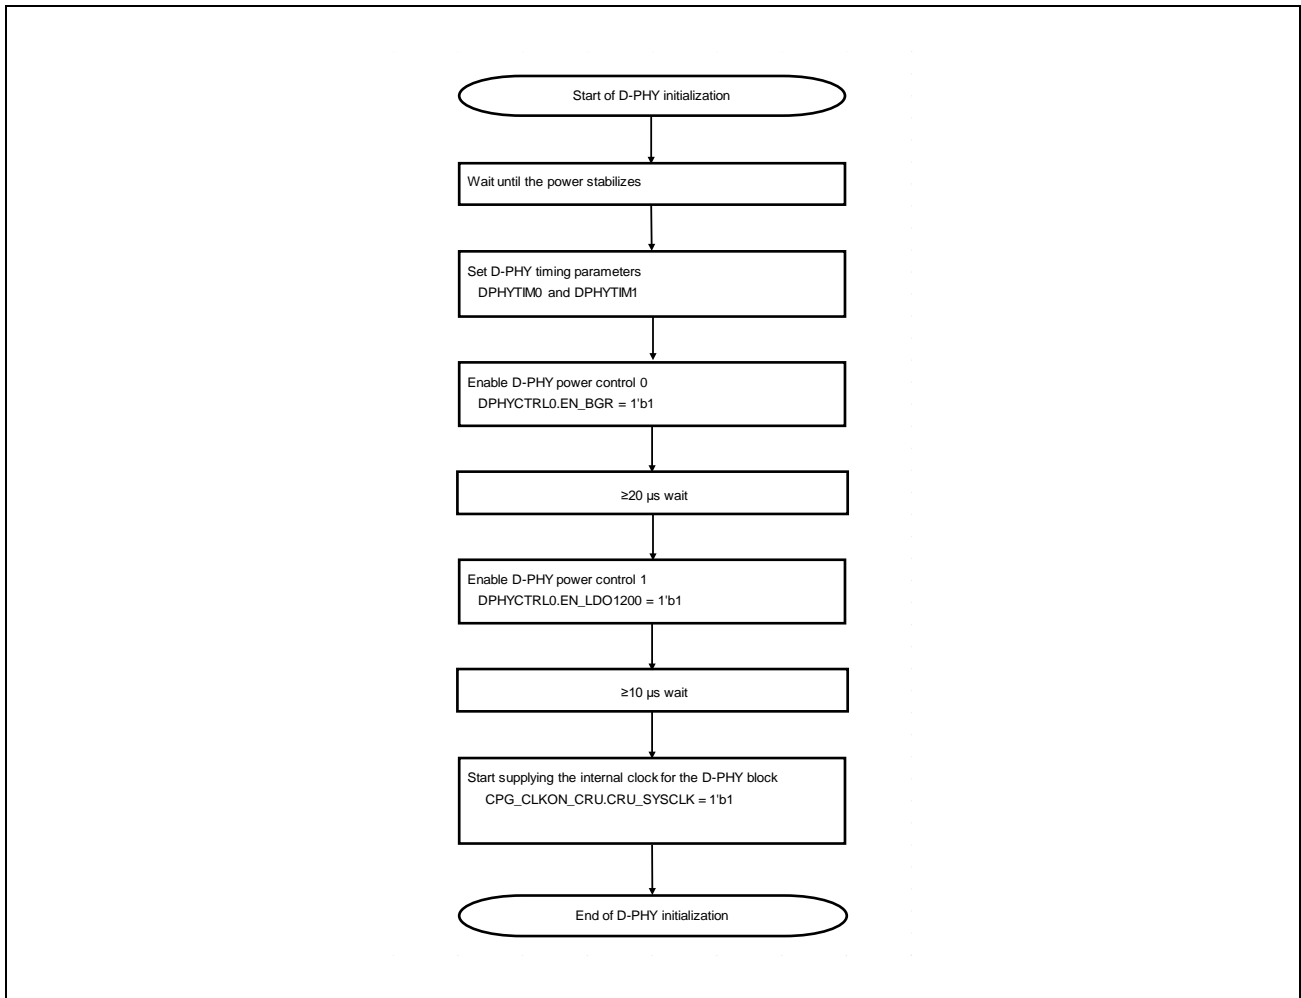 Start of D-PHY initialization
Wait until the power stabilizes
Set D-PHY timing parameters
DPHYTIM0 and DPHYTIM1
Enable D-PHY power control 0
DPHYCTRL0.EN_BGR = 1'b1
≥20 µs wait
Enable D-PHY power control 1
DPHYCTRL0.EN_LDO1200 = 1'b1
≥10 µs wait
Start supplying the internal clock for the D-PHY block
CPG_CLKON_CRU.CRU_SYSCLK = 1'b1
End of D-PHY initialization